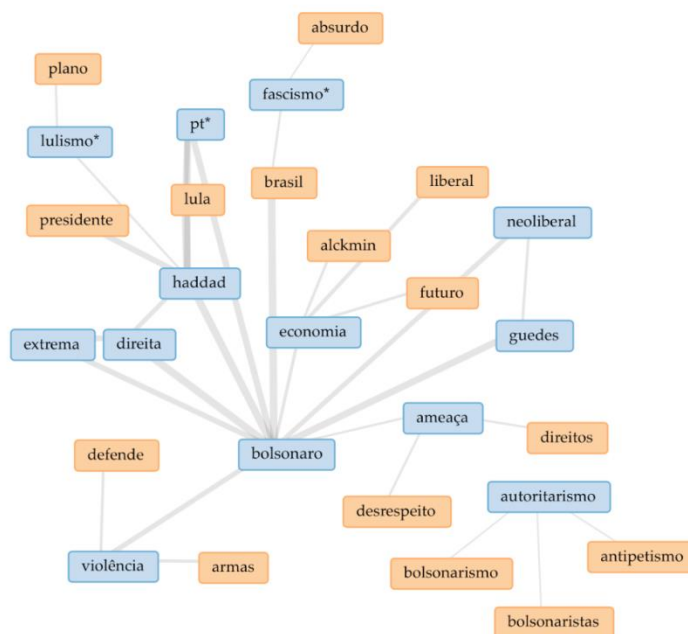 absurdo
plano
fascismo*
pt*
lulismo*
brasil
liberal
lula
presidente
neoliberal
alckmin
haddad
futuro
economia
guedes
extrema
direita
ameaça
direitos
bolsonaro
defende
autoritarismo
desrespeito
antipetismo
violência
armas
bolsonarismo
bolsonaristas